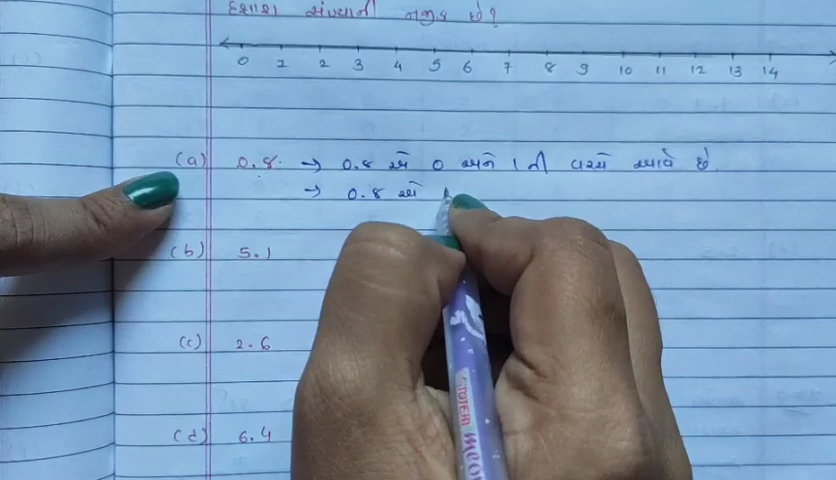 દશાંશ સંખ્યાની નજીક છે?
0 1 2 3 4 5 6 7 8 9 10 11 12 13 14
(a) 0.8. → 0.8 એ 0 અને 1 ની વચ્ચે આવે છે.
→ 0.8 એ
(b) 5.1
(c) 2.6
(d) 6.4
TOTEM